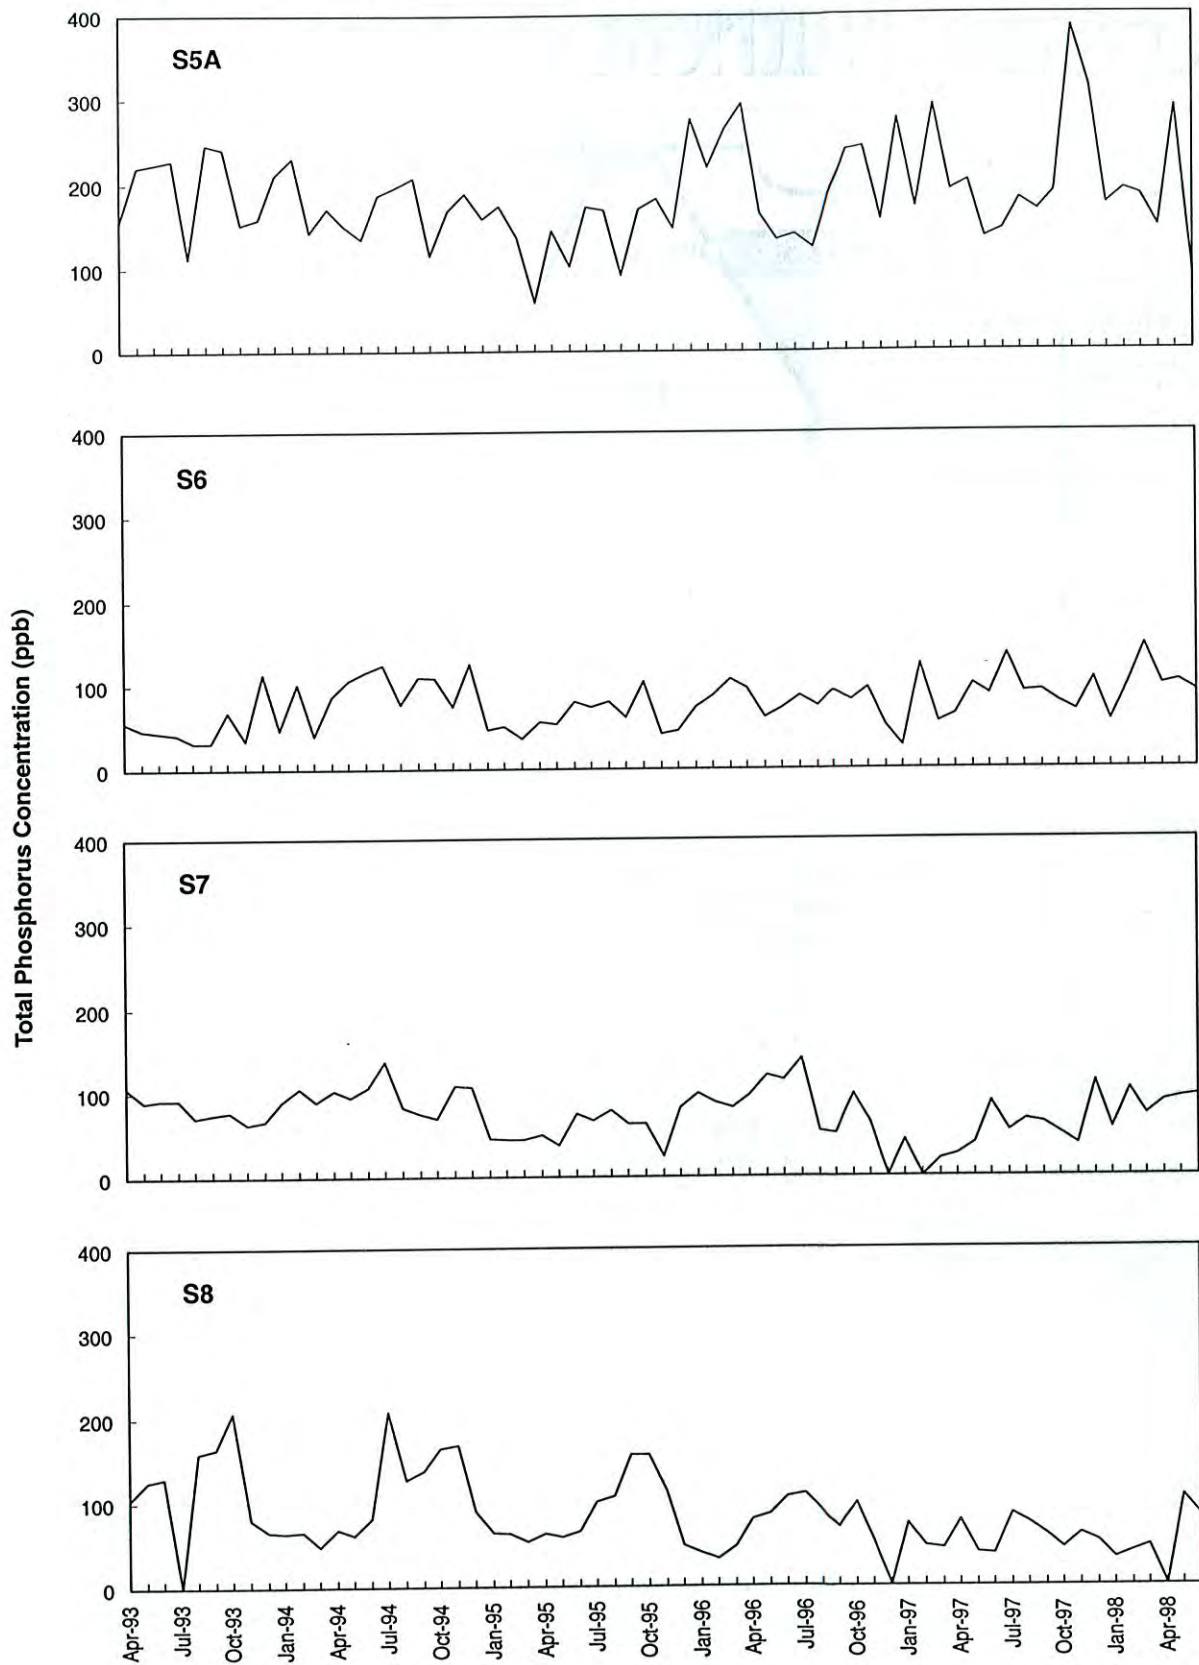 Total Phosphorus Concentration (ppb)
400
S5A
300
200
100
0
400
S6
300
200
100
0
400
S7
300
200
100
0
400
S8
300
200
100
0
Apr-93
Jul-93
Oct-93
Jan-94
Apr-94
Jul-94
Oct-94
Jan-95
Apr-95
Jul-95
Oct-95
Jan-96
Apr-96
Jul-96
Oct-96
Jan-97
Apr-97
Jul-97
Oct-97
Jan-98
Apr-98